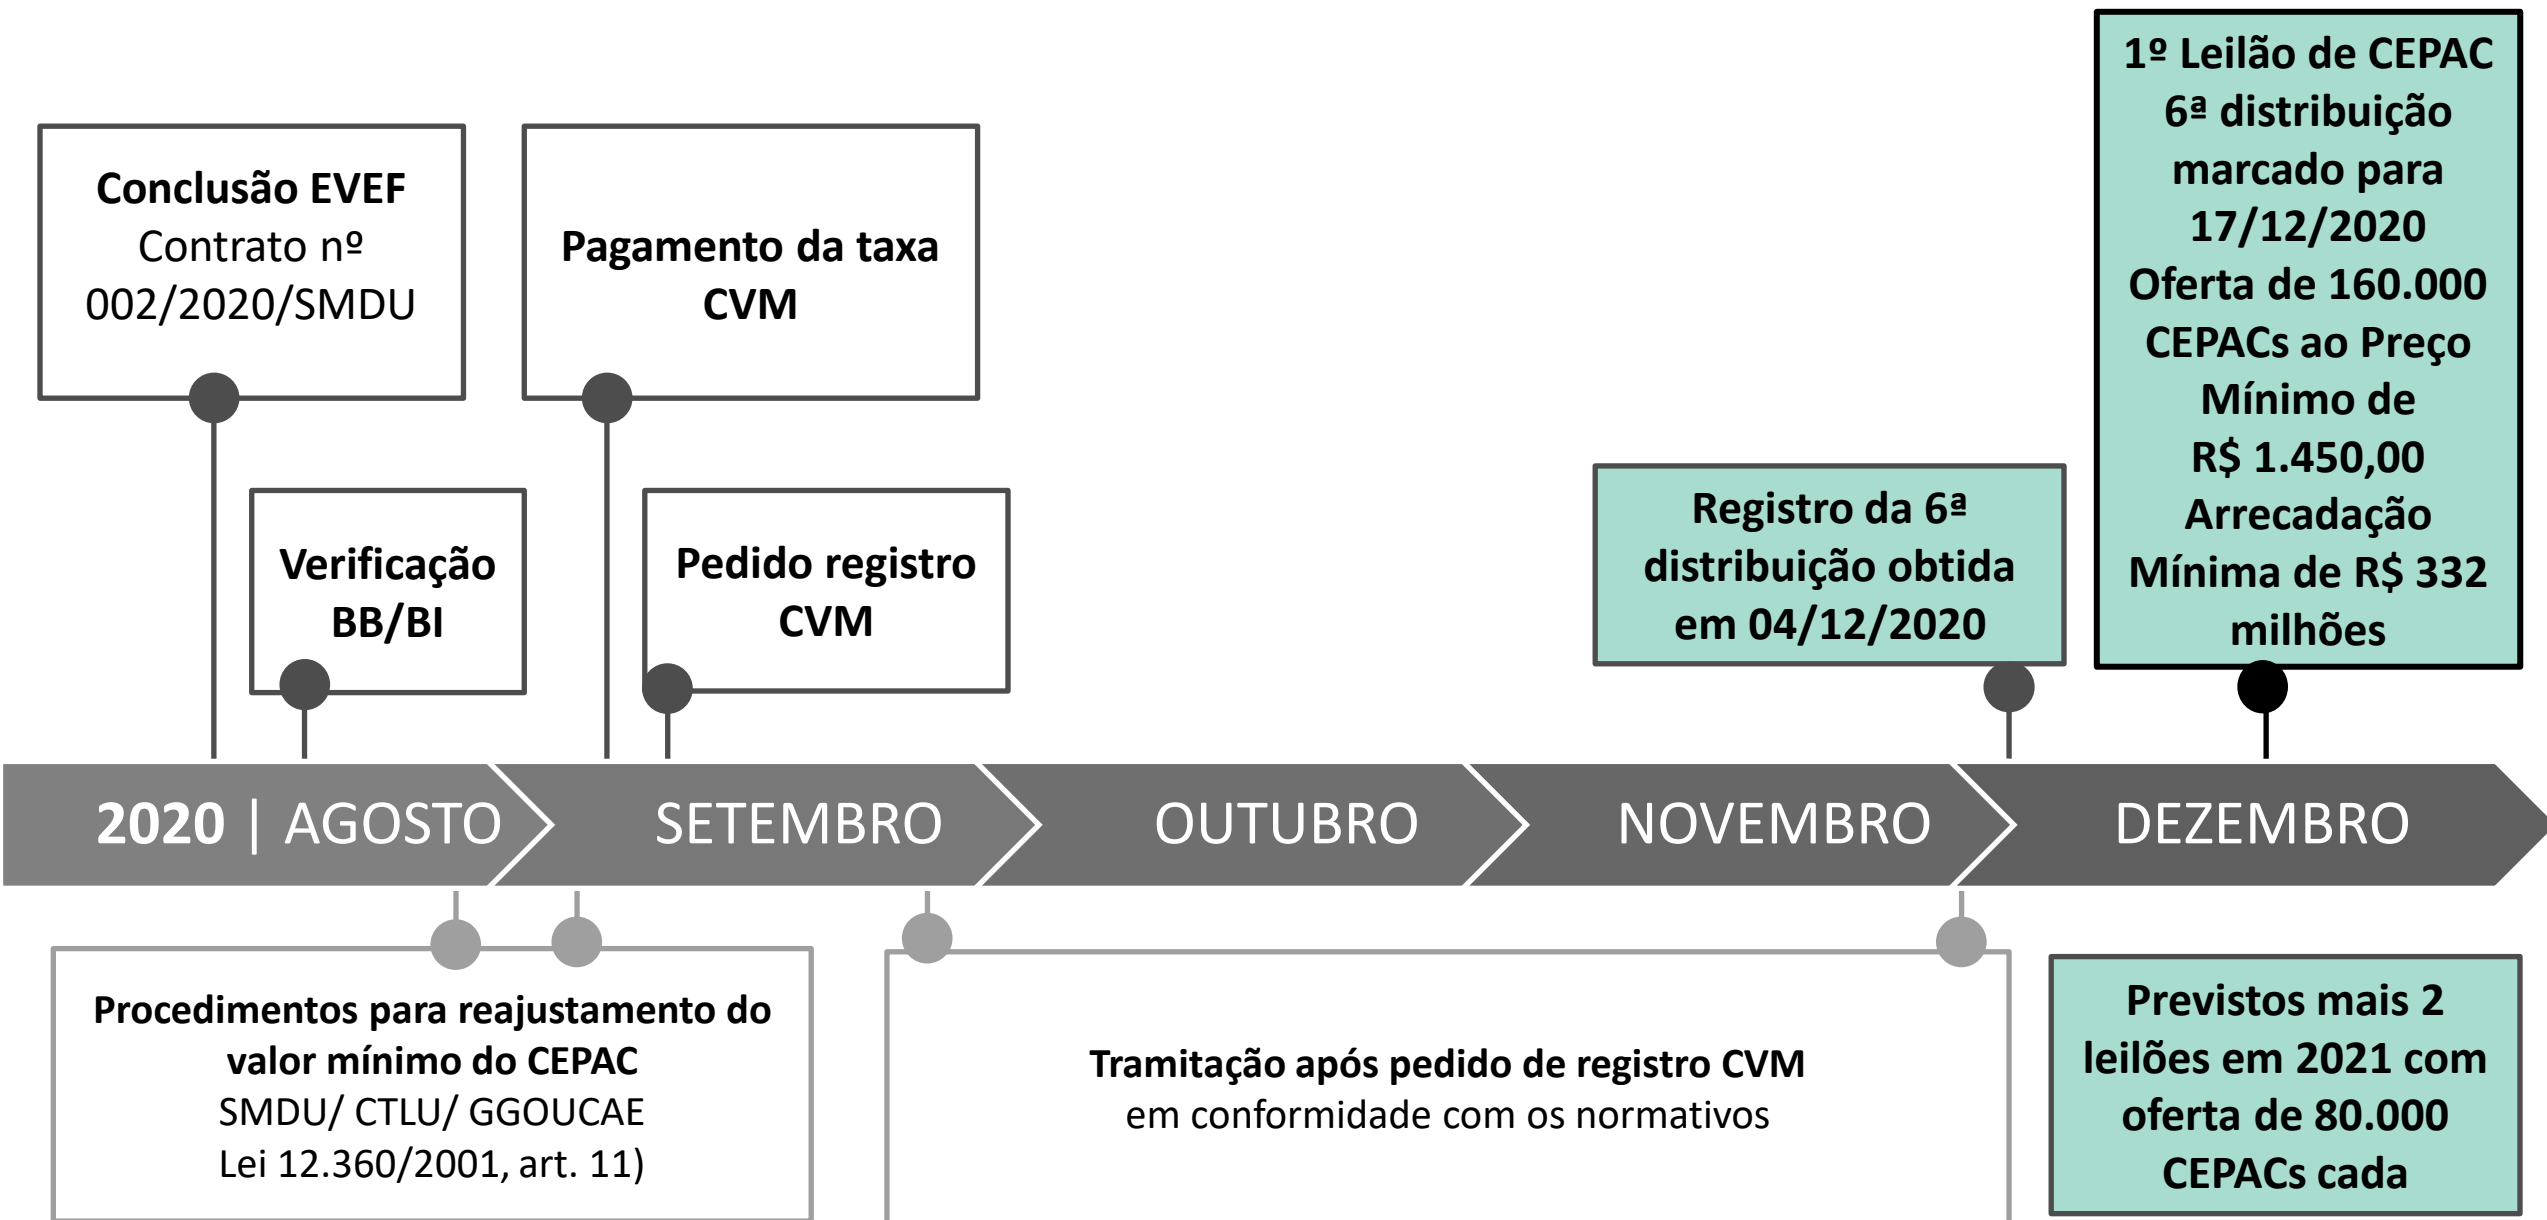 Conclusão EVEF
Contrato nº
002/2020/SMDU
Pagamento da taxa
CVM
Verificação
BB/BI
Pedido registro
CVM
Registro da 6ª
distribuição obtida
em 04/12/2020
1º Leilão de CEPAC
6ª distribuição
marcado para
17/12/2020
Oferta de 160.000
CEPACs ao Preço
Mínimo de
R$ 1.450,00
Arrecadação
Mínima de R$ 332
milhões
2020 | AGOSTO
SETEMBRO
OUTUBRO
NOVEMBRO
DEZEMBRO
Procedimentos para reajustamento do
valor mínimo do CEPAC
SMDU/ CTLU/ GGOUCAE
Lei 12.360/2001, art. 11)
Tramitação após pedido de registro CVM
em conformidade com os normativos
Previstos mais 2
leilões em 2021 com
oferta de 80.000
CEPACs cada